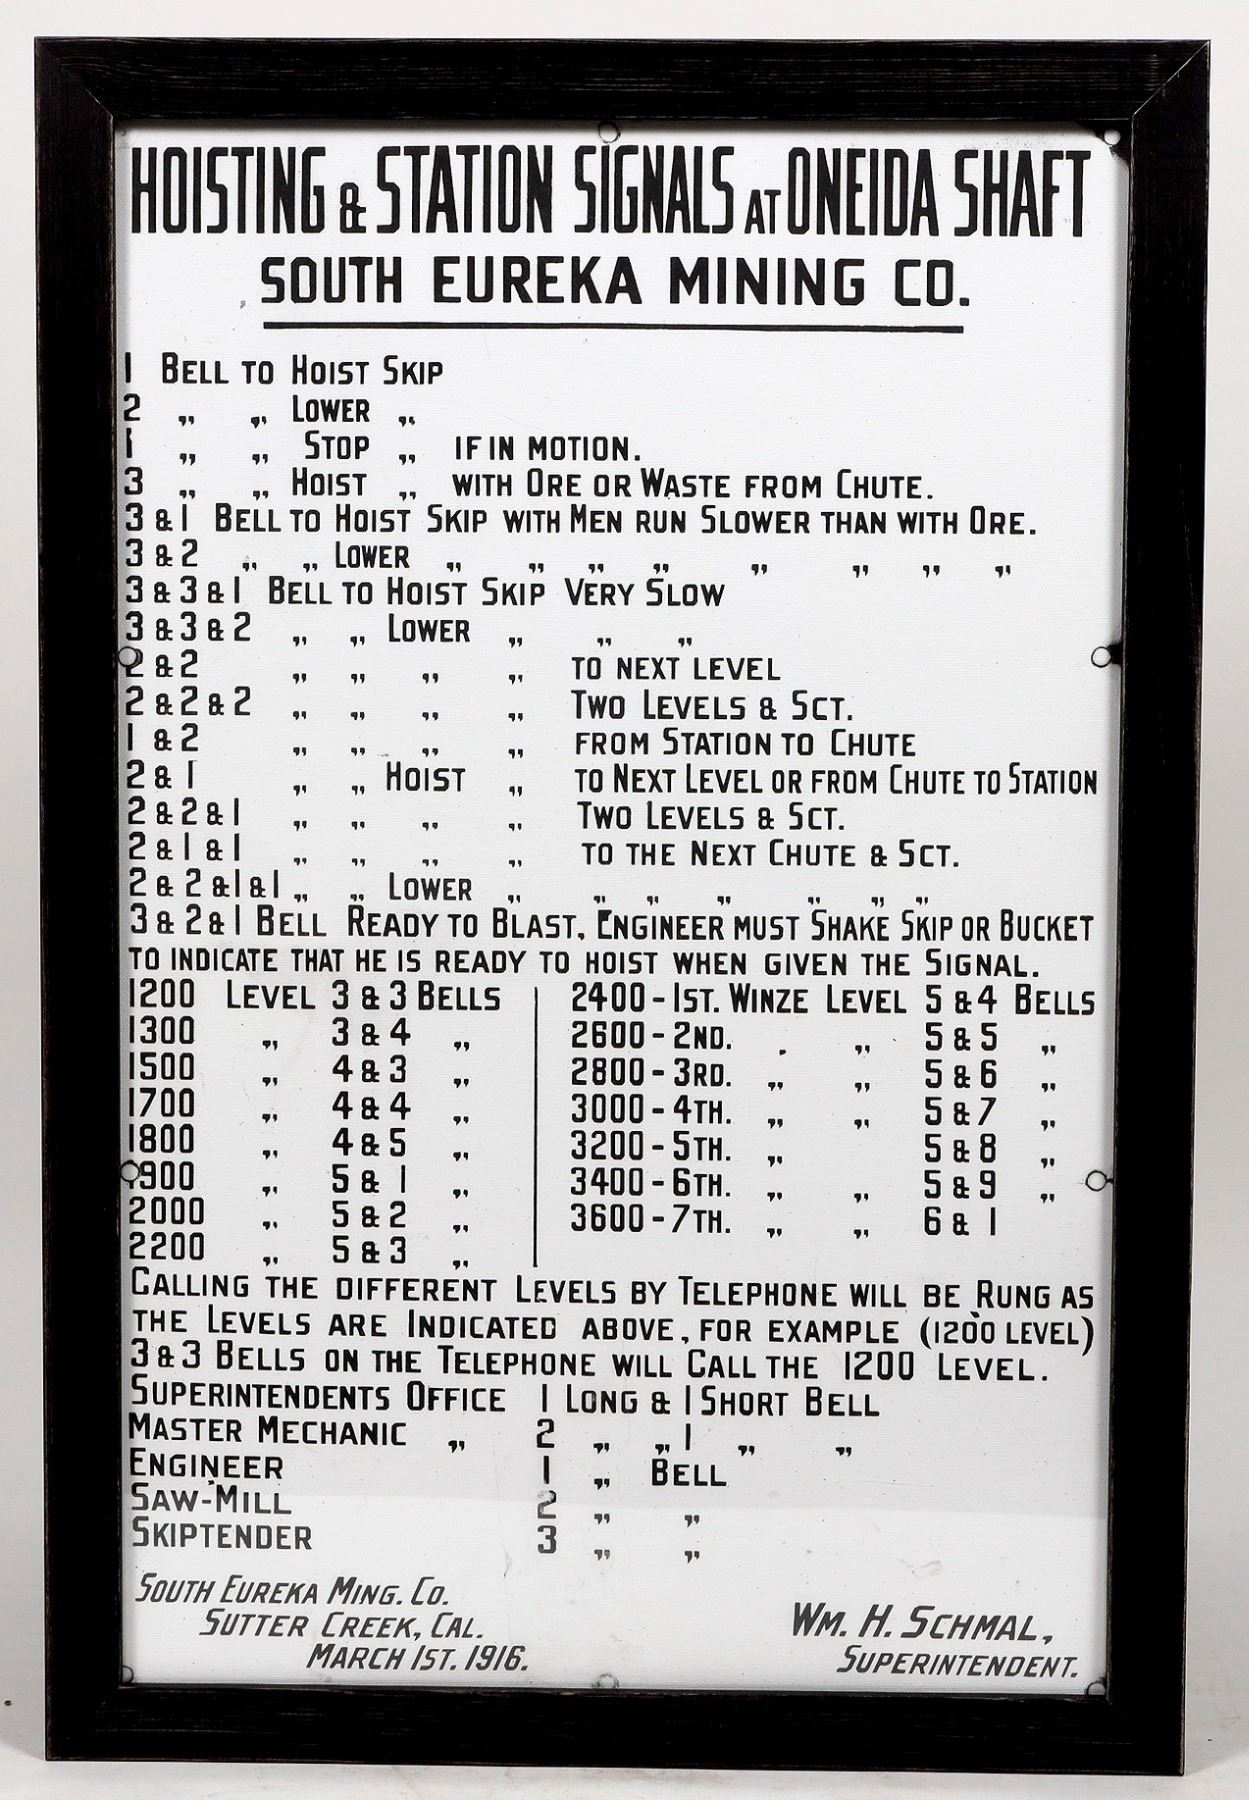 HOISTING & STATION SIGNALS AT ONEIDA SHAFT
SOUTH EUREKA MINING CO.
1 BELL TO HOIST SKIP
2 „ „ LOWER „
1 „ „ STOP „ IF IN MOTION.
3 „ „ HOIST „ WITH ORE OR WASTE FROM CHUTE.
3 & 1 BELL TO HOIST SKIP WITH MEN RUN SLOWER THAN WITH ORE.
3 & 2 „ „ LOWER „ „ „ „ „ „ „ „
3 & 3 & 1 BELL TO HOIST SKIP VERY SLOW
3 & 3 & 2 „ „ LOWER „ „ „
2 & 2 „ „ „ „ TO NEXT LEVEL
2 & 2 & 2 „ „ „ „ TWO LEVELS & SCT.
1 & 2 „ „ „ „ FROM STATION TO CHUTE
2 & 1 „ „ HOIST „ TO NEXT LEVEL OR FROM CHUTE TO STATION
2 & 2 & 1 „ „ „ „ TWO LEVELS & SCT.
2 & 1 & 1 „ „ „ „ TO THE NEXT CHUTE & SCT.
2 & 2 & 1 & 1 „ „ LOWER „ „ „ „ „ „ „
3 & 2 & 1 BELL READY TO BLAST, ENGINEER MUST SHAKE SKIP OR BUCKET
TO INDICATE THAT HE IS READY TO HOIST WHEN GIVEN THE SIGNAL.
1200 LEVEL 3 & 3 BELLS
1300 „ 3 & 4 „
1500 „ 4 & 3 „
1700 „ 4 & 4 „
1800 „ 4 & 5 „
1900 „ 5 & 1 „
2000 „ 5 & 2 „
2200 „ 5 & 3 „
2400 - 1ST. WINZE LEVEL 5 & 4 BELLS
2600 - 2ND. „ „ 5 & 5 „
2800 - 3RD. „ „ 5 & 6 „
3000 - 4TH. „ „ 5 & 7 „
3200 - 5TH. „ 5 & 8 „
3400 - 6TH. „ „ 5 & 9 „
3600 - 7TH. „ „ 6 & 1
CALLING THE DIFFERENT LEVELS BY TELEPHONE WILL BE RUNG AS
THE LEVELS ARE INDICATED ABOVE, FOR EXAMPLE (1200 LEVEL)
3 & 3 BELLS ON THE TELEPHONE WILL CALL THE 1200 LEVEL.
SUPERINTENDENTS OFFICE 1 LONG & 1 SHORT BELL
MASTER MECHANIC „ 2 „ „ 1 „ „
ENGINEER 1 „ BELL
SAW-MILL 2 „ „
SKIPTENDER 3 „ „
SOUTH EUREKA MING. CO.
SUTTER CREEK, CAL.
MARCH 1ST. 1916.
WM. H. SCHMAL,
SUPERINTENDENT.